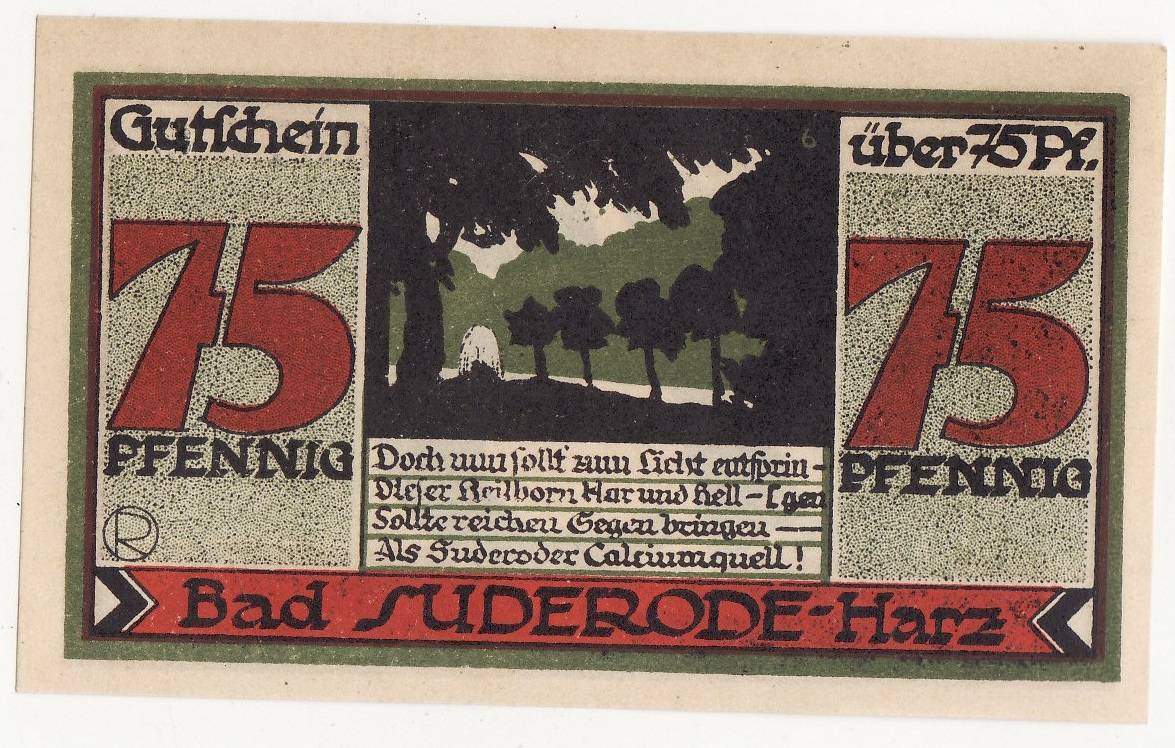 Gutschein
über 75 Pf.
6
75
75
PFENNIG
PFENNIG
Doch nun sollt zum Licht entsprin-
Dieser Heilborn klar und hell – [gen
Sollte reichen Segen bringen —
Als Suderoder Calciumquell!
R
Bad SUDERODE-Harz